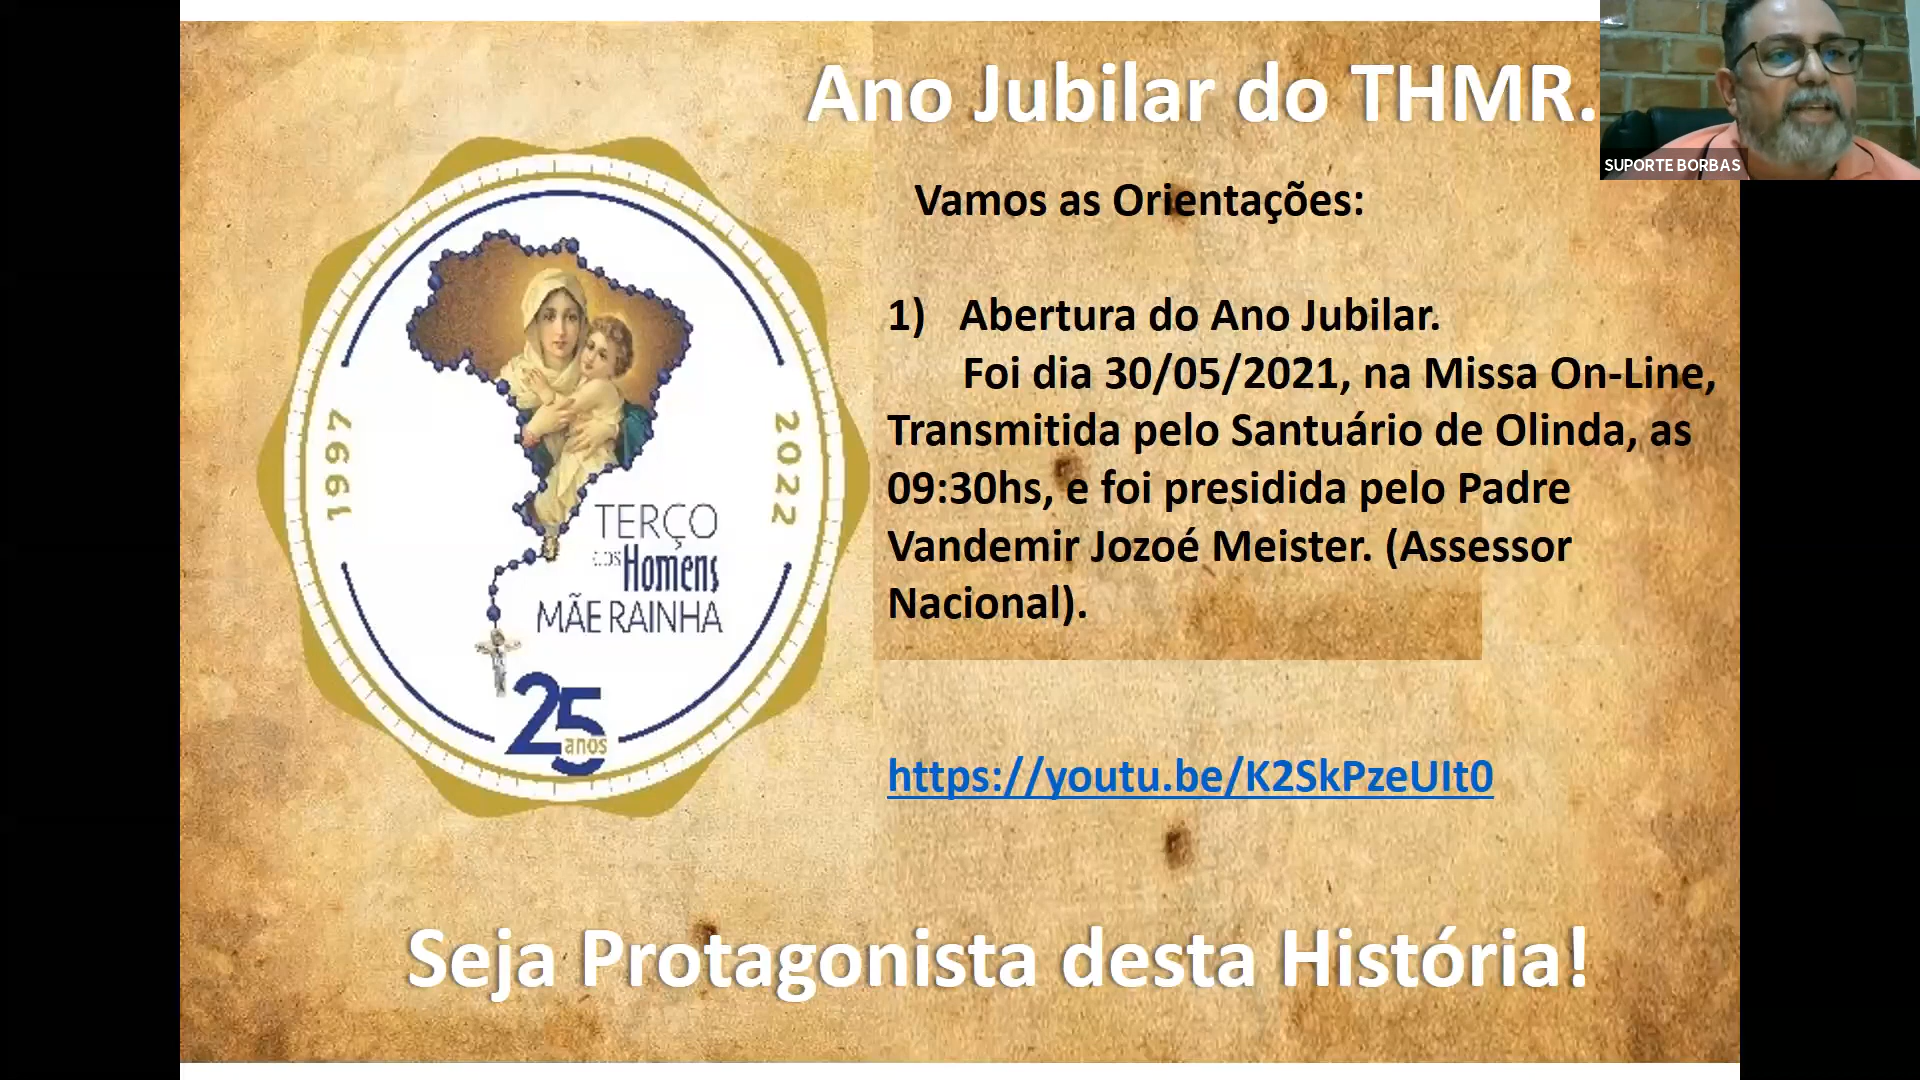 Ano Jubilar do THMR.
SUPORTE BORBAS
Vamos as Orientações:
1) Abertura do Ano Jubilar.
Foi dia 30/05/2021, na Missa On-Line,
Transmitida pelo Santuário de Olinda, as
09:30hs, e foi presidida pelo Padre
Vandemir Jozoé Meister. (Assessor
Nacional).
https://youtu.be/K2SkPzeUIt0
1997
2022
TERÇO
dos Homens
MÃE RAINHA
25
anos
Seja Protagonista desta História!